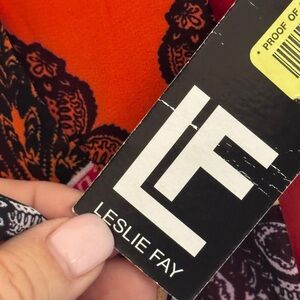 * PROOF OF
LF
LESLIE FAY